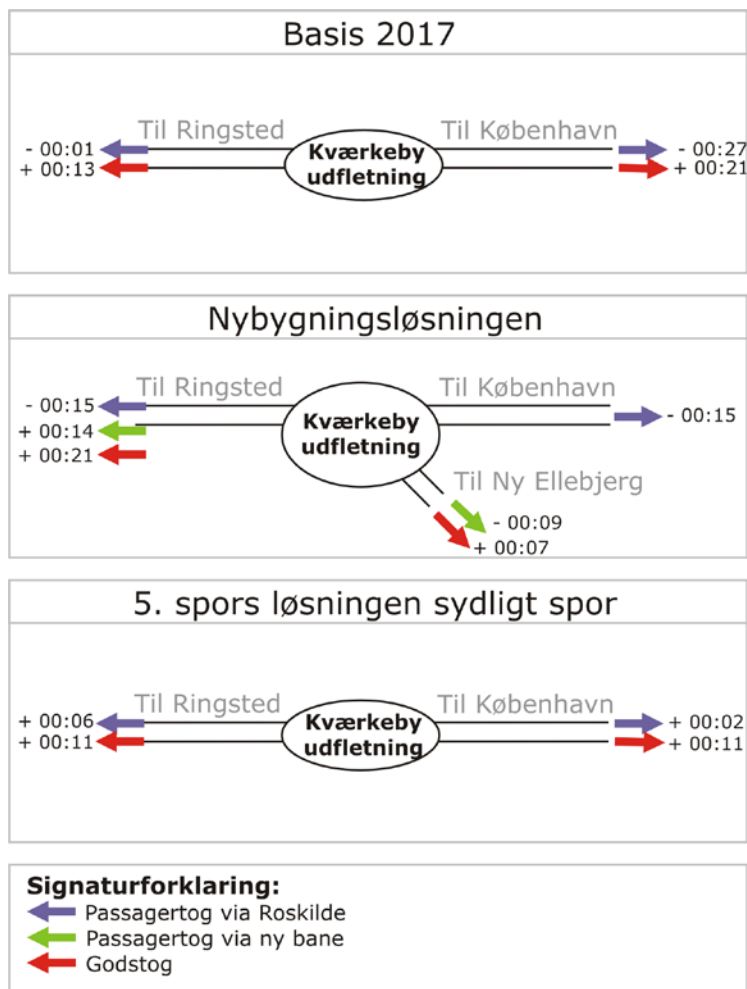 Basis 2017
Til Ringsted
Til København
- 00:01
+ 00:13
Kværkeby
udfletning
- 00:27
+ 00:21
Nybygningsløsningen
Til Ringsted
Til København
- 00:15
+ 00:14
+ 00:21
Kværkeby
udfletning
- 00:15
Til Ny Ellebjerg
- 00:09
+ 00:07
5. spors løsningen sydligt spor
Til Ringsted
Til København
+ 00:06
+ 00:11
Kværkeby
udfletning
+ 00:02
+ 00:11
Signaturforklaring:
Passagertog via Roskilde
Passagertog via ny bane
Godstog